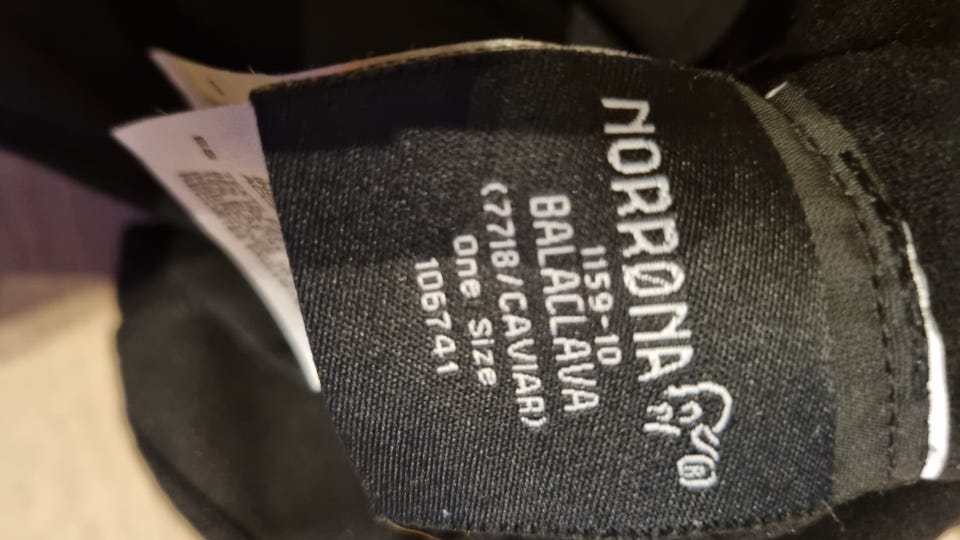 NORRØNA ®
1159-10
BALACLAVA
(7718/CAVIAR)
One Size
106741